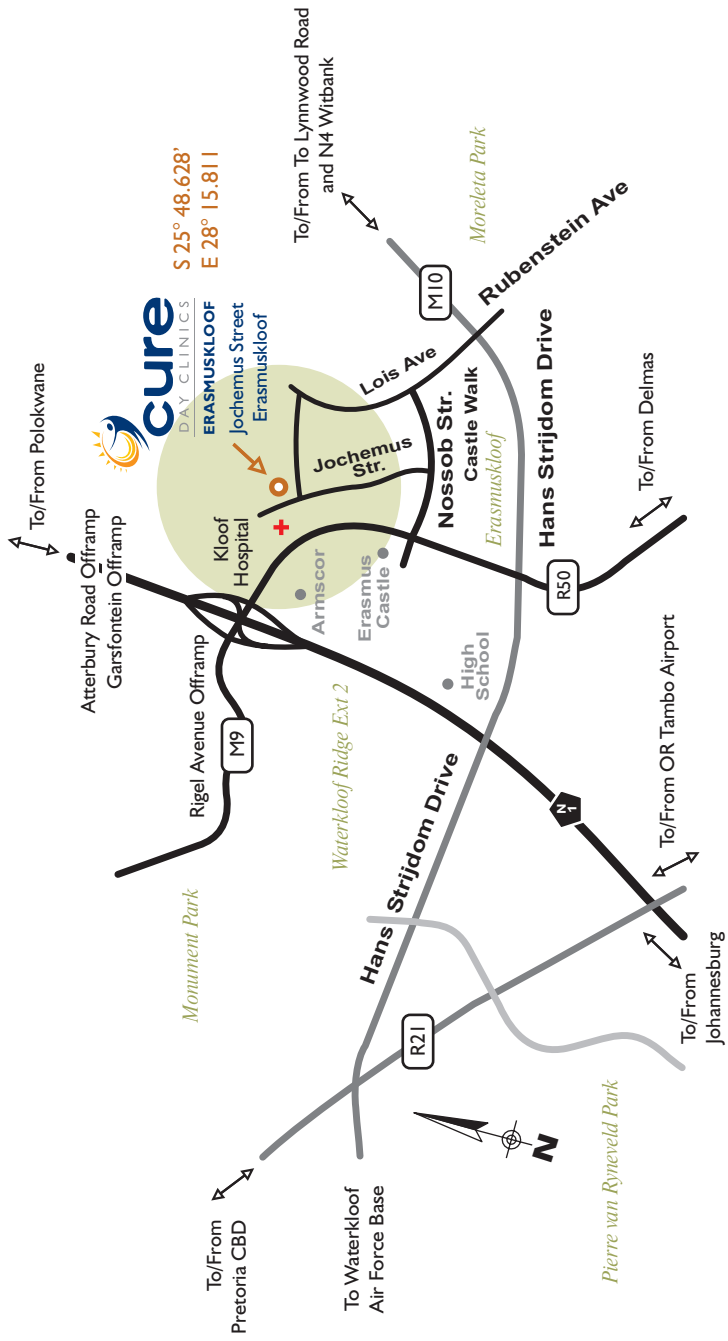 To/From Polokwane
Atterbury Road Offramp
Garsfontein Offramp
cure
DAY CLINICS
ERASMUSKLOOF
Jochemus Street
Erasmuskloof
S 25° 48.628’
E 28° 15.811
To/From To Lynnwood Road
and N4 Witbank
Moreleta Park
M10
Rubenstein Ave
Lois Ave
Jochemus
Str.
Nossob Str.
Castle Walk
Erasmuskloof
Hans Strijdom Drive
To/From Delmas
R50
Kloof
Hospital
Armscor
Erasmus
Castle
High
School
Rigel Avenue Offramp
M9
Monument Park
Waterkloof Ridge Ext 2
Hans Strijdom Drive
N
1
To/From OR Tambo Airport
To/From
Johannesburg
R21
To/From
Pretoria CBD
To Waterkloof
Air Force Base
N
Pierre van Ryneveld Park